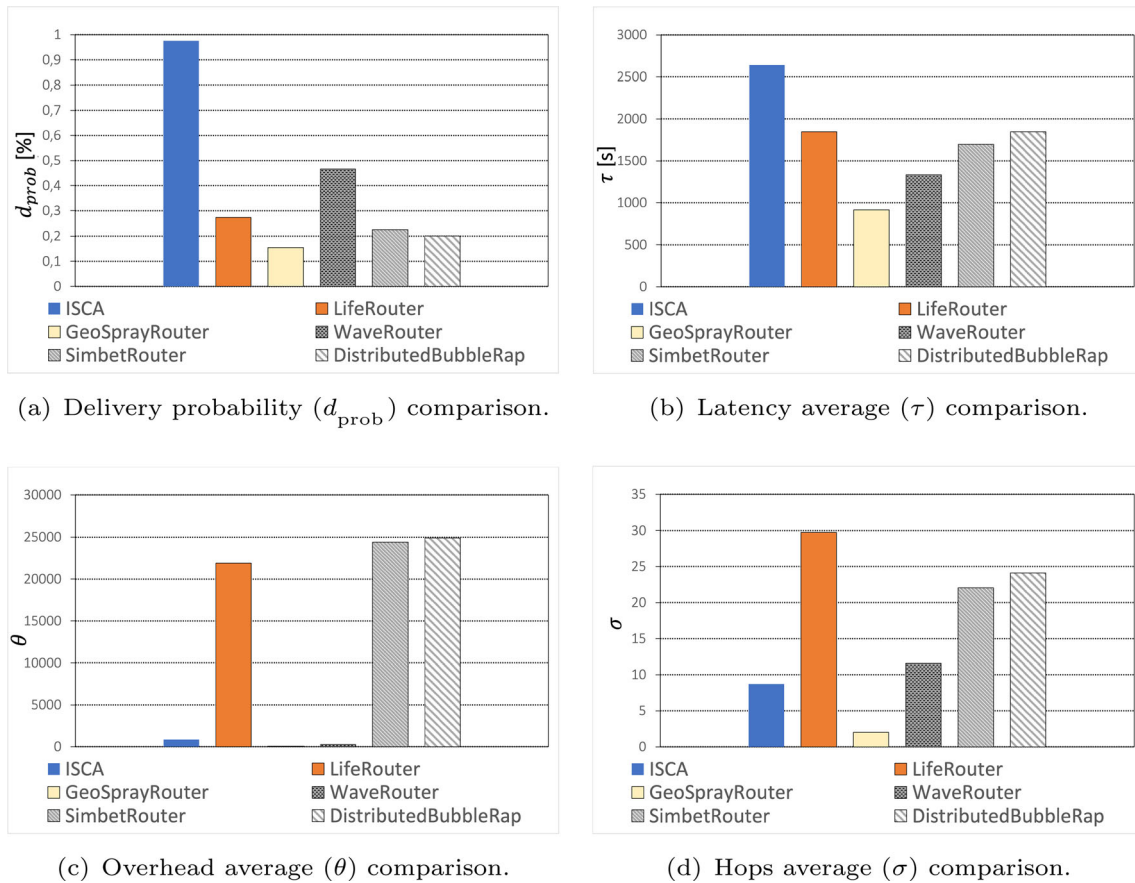 1
0,9
0,8
0,7
0,6
0,5
0,4
0,3
0,2
0,1
0
d_prob [%]
ISCA LifeRouter
GeoSprayRouter WaveRouter
SimbetRouter DistributedBubbleRap
(a) Delivery probability (d_prob) comparison.
3000
2500
2000
1500
1000
500
0
τ [s]
ISCA LifeRouter
GeoSprayRouter WaveRouter
SimbetRouter DistributedBubbleRap
(b) Latency average (τ) comparison.
30000
25000
20000
15000
10000
5000
0
θ
ISCA LifeRouter
GeoSprayRouter WaveRouter
SimbetRouter DistributedBubbleRap
(c) Overhead average (θ) comparison.
35
30
25
20
15
10
5
0
σ
ISCA LifeRouter
GeoSprayRouter WaveRouter
SimbetRouter DistributedBubbleRap
(d) Hops average (σ) comparison.